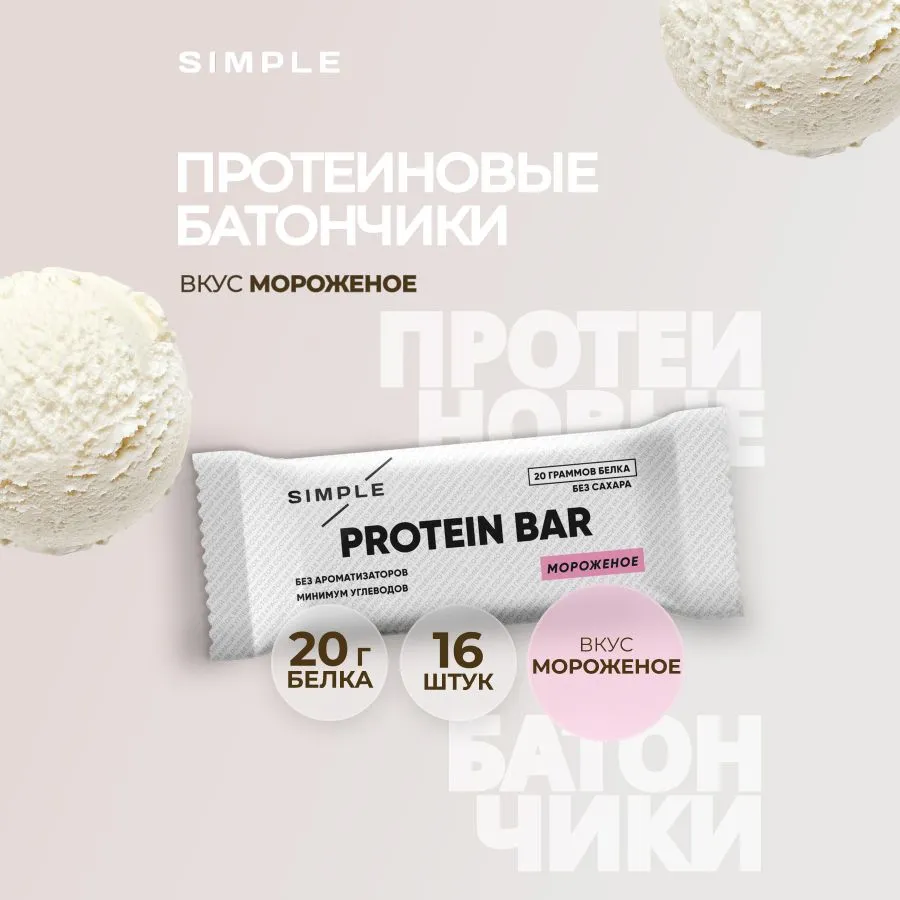 SIMPLE
ПРОТЕИНОВЫЕ
БАТОНЧИКИ
ВКУС МОРОЖЕНОЕ
ПРОТЕИ
НОВЫЕ
SIMPLE
20 ГРАММОВ БЕЛКА
БЕЗ САХАРА
PROTEIN BAR
МОРОЖЕНОЕ
БЕЗ АРОМАТИЗАТОРОВ
МИНИМУМ УГЛЕВОДОВ
20 г
БЕЛКА
16
ШТУК
ВКУС
МОРОЖЕНОЕ
БАТОН
ЧИКИ